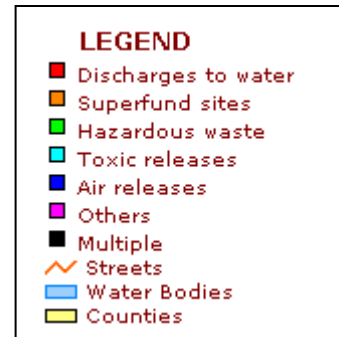 LEGEND
Discharges to water
Superfund sites
Hazardous waste
Toxic releases
Air releases
Others
Multiple
Streets
Water Bodies
Counties